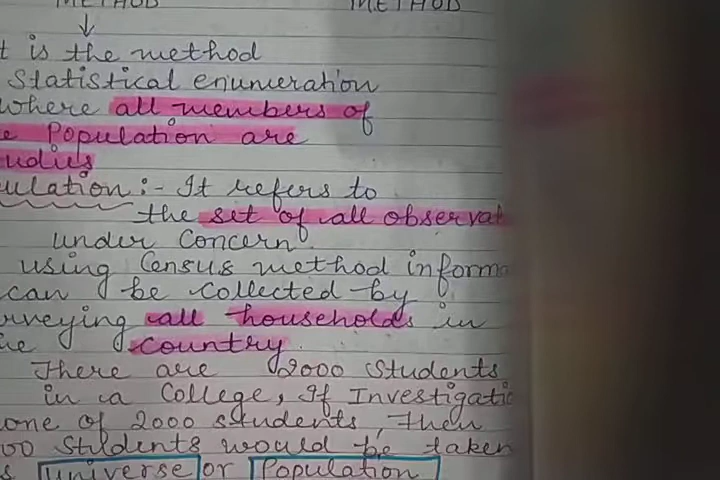 METHOD METHOD
t is the method
Statistical enumeration
where all members of
e Population are
udies
ulation :- It refers to
the set of all observat
under Concern.
using Census method informa
can be collected by
rveying all households in
e country.
There are 2000 Students
in a College, If Investigatio
one of 2000 students, then
00 Students would be taken
s universe or Population